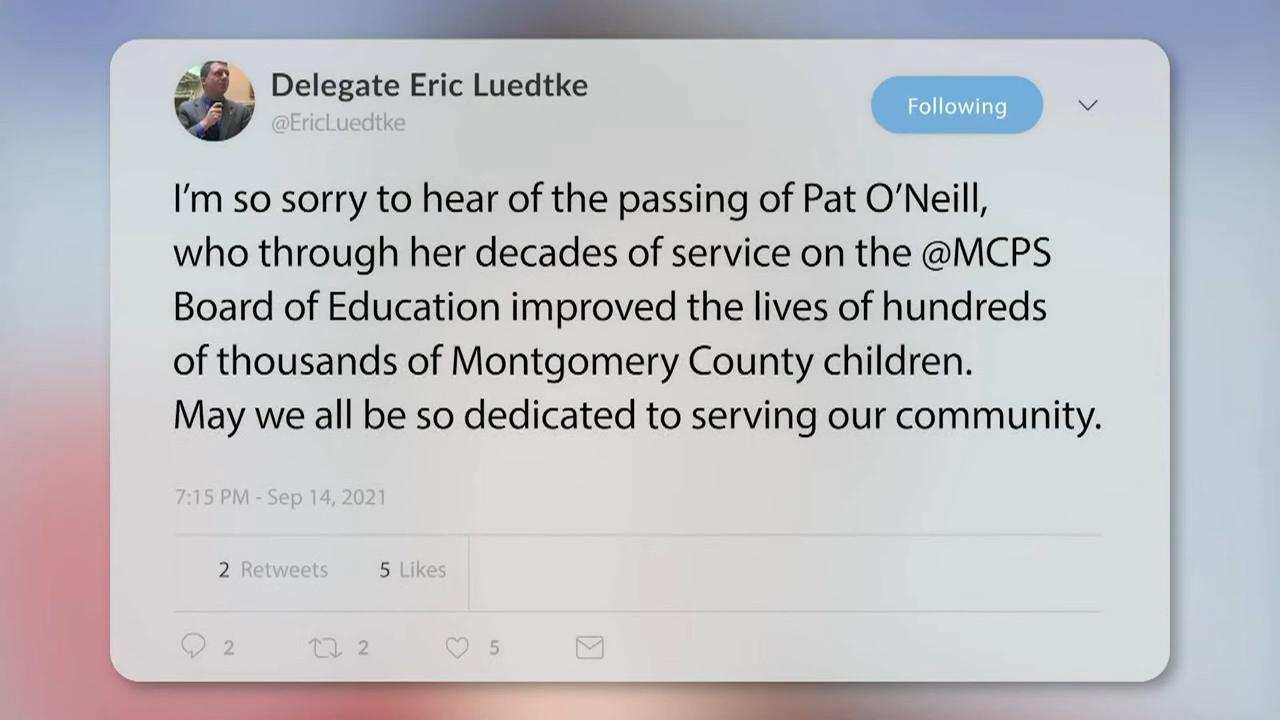 Delegate Eric Luedtke
@EricLuedtke
Following
I’m so sorry to hear of the passing of Pat O’Neill,
who through her decades of service on the @MCPS
Board of Education improved the lives of hundreds
of thousands of Montgomery County children.
May we all be so dedicated to serving our community.
7:15 PM - Sep 14, 2021
2 Retweets 5 Likes
2 2 5